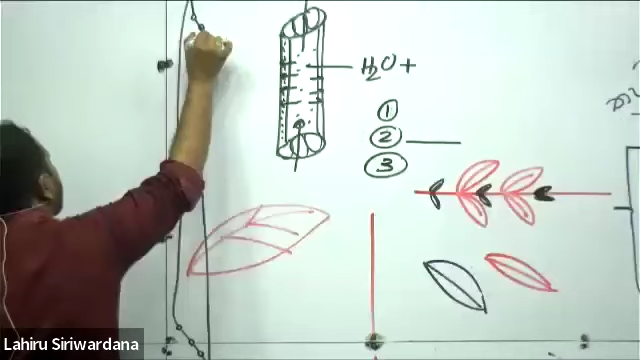 H₂O +
①
②
③
Lahiru Siriwardana